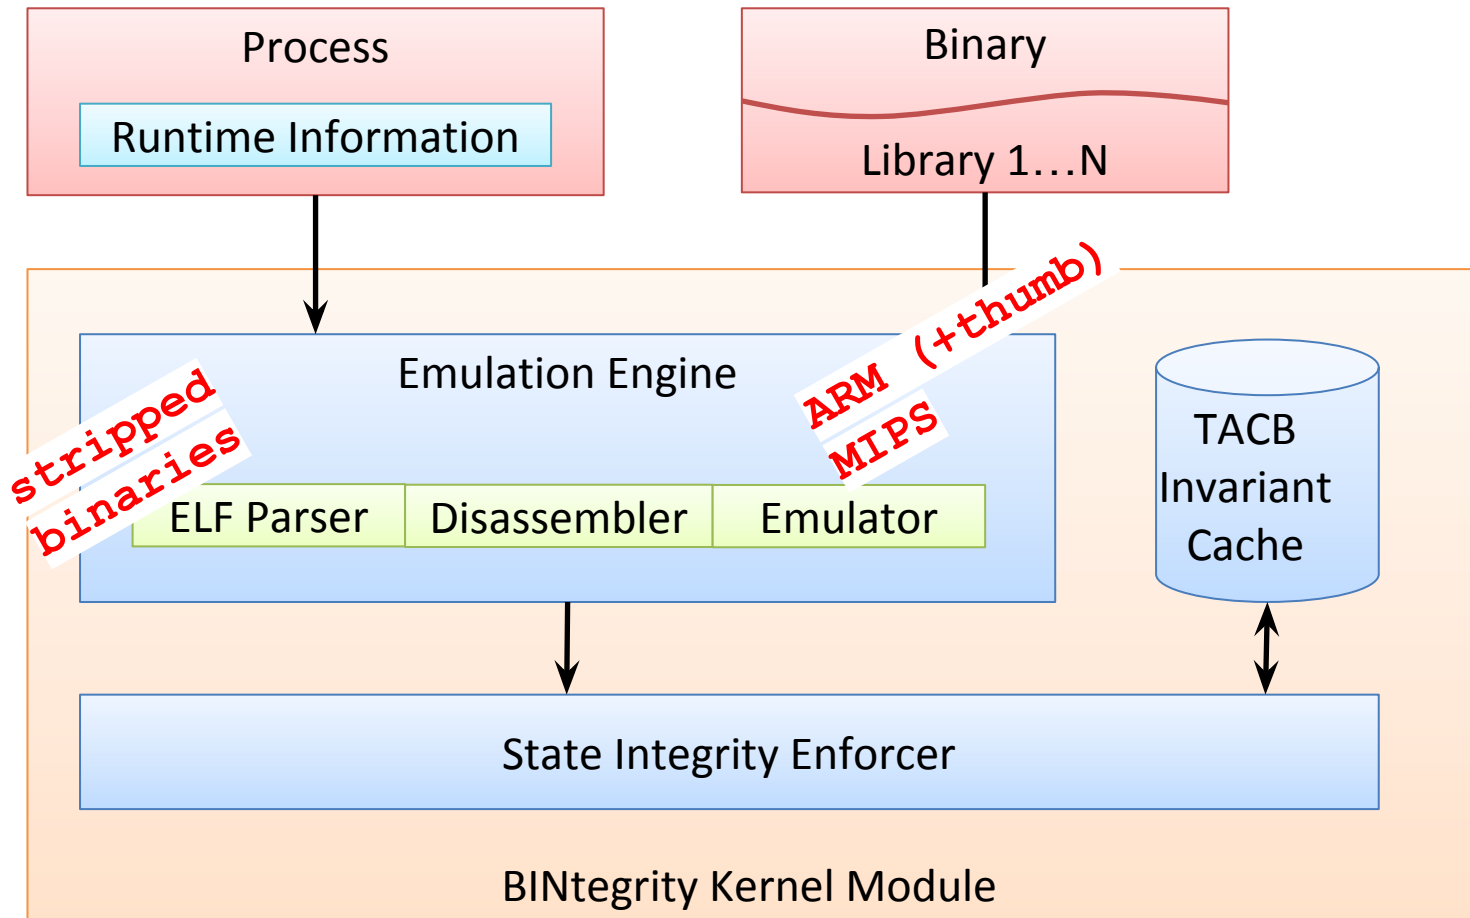 Process
Runtime Information
Binary
Library 1...N
Emulation Engine
ARM (+thumb)
MIPS
stripped
binaries
ELF Parser
Disassembler
Emulator
TACB
Invariant
Cache
State Integrity Enforcer
BINtegrity Kernel Module